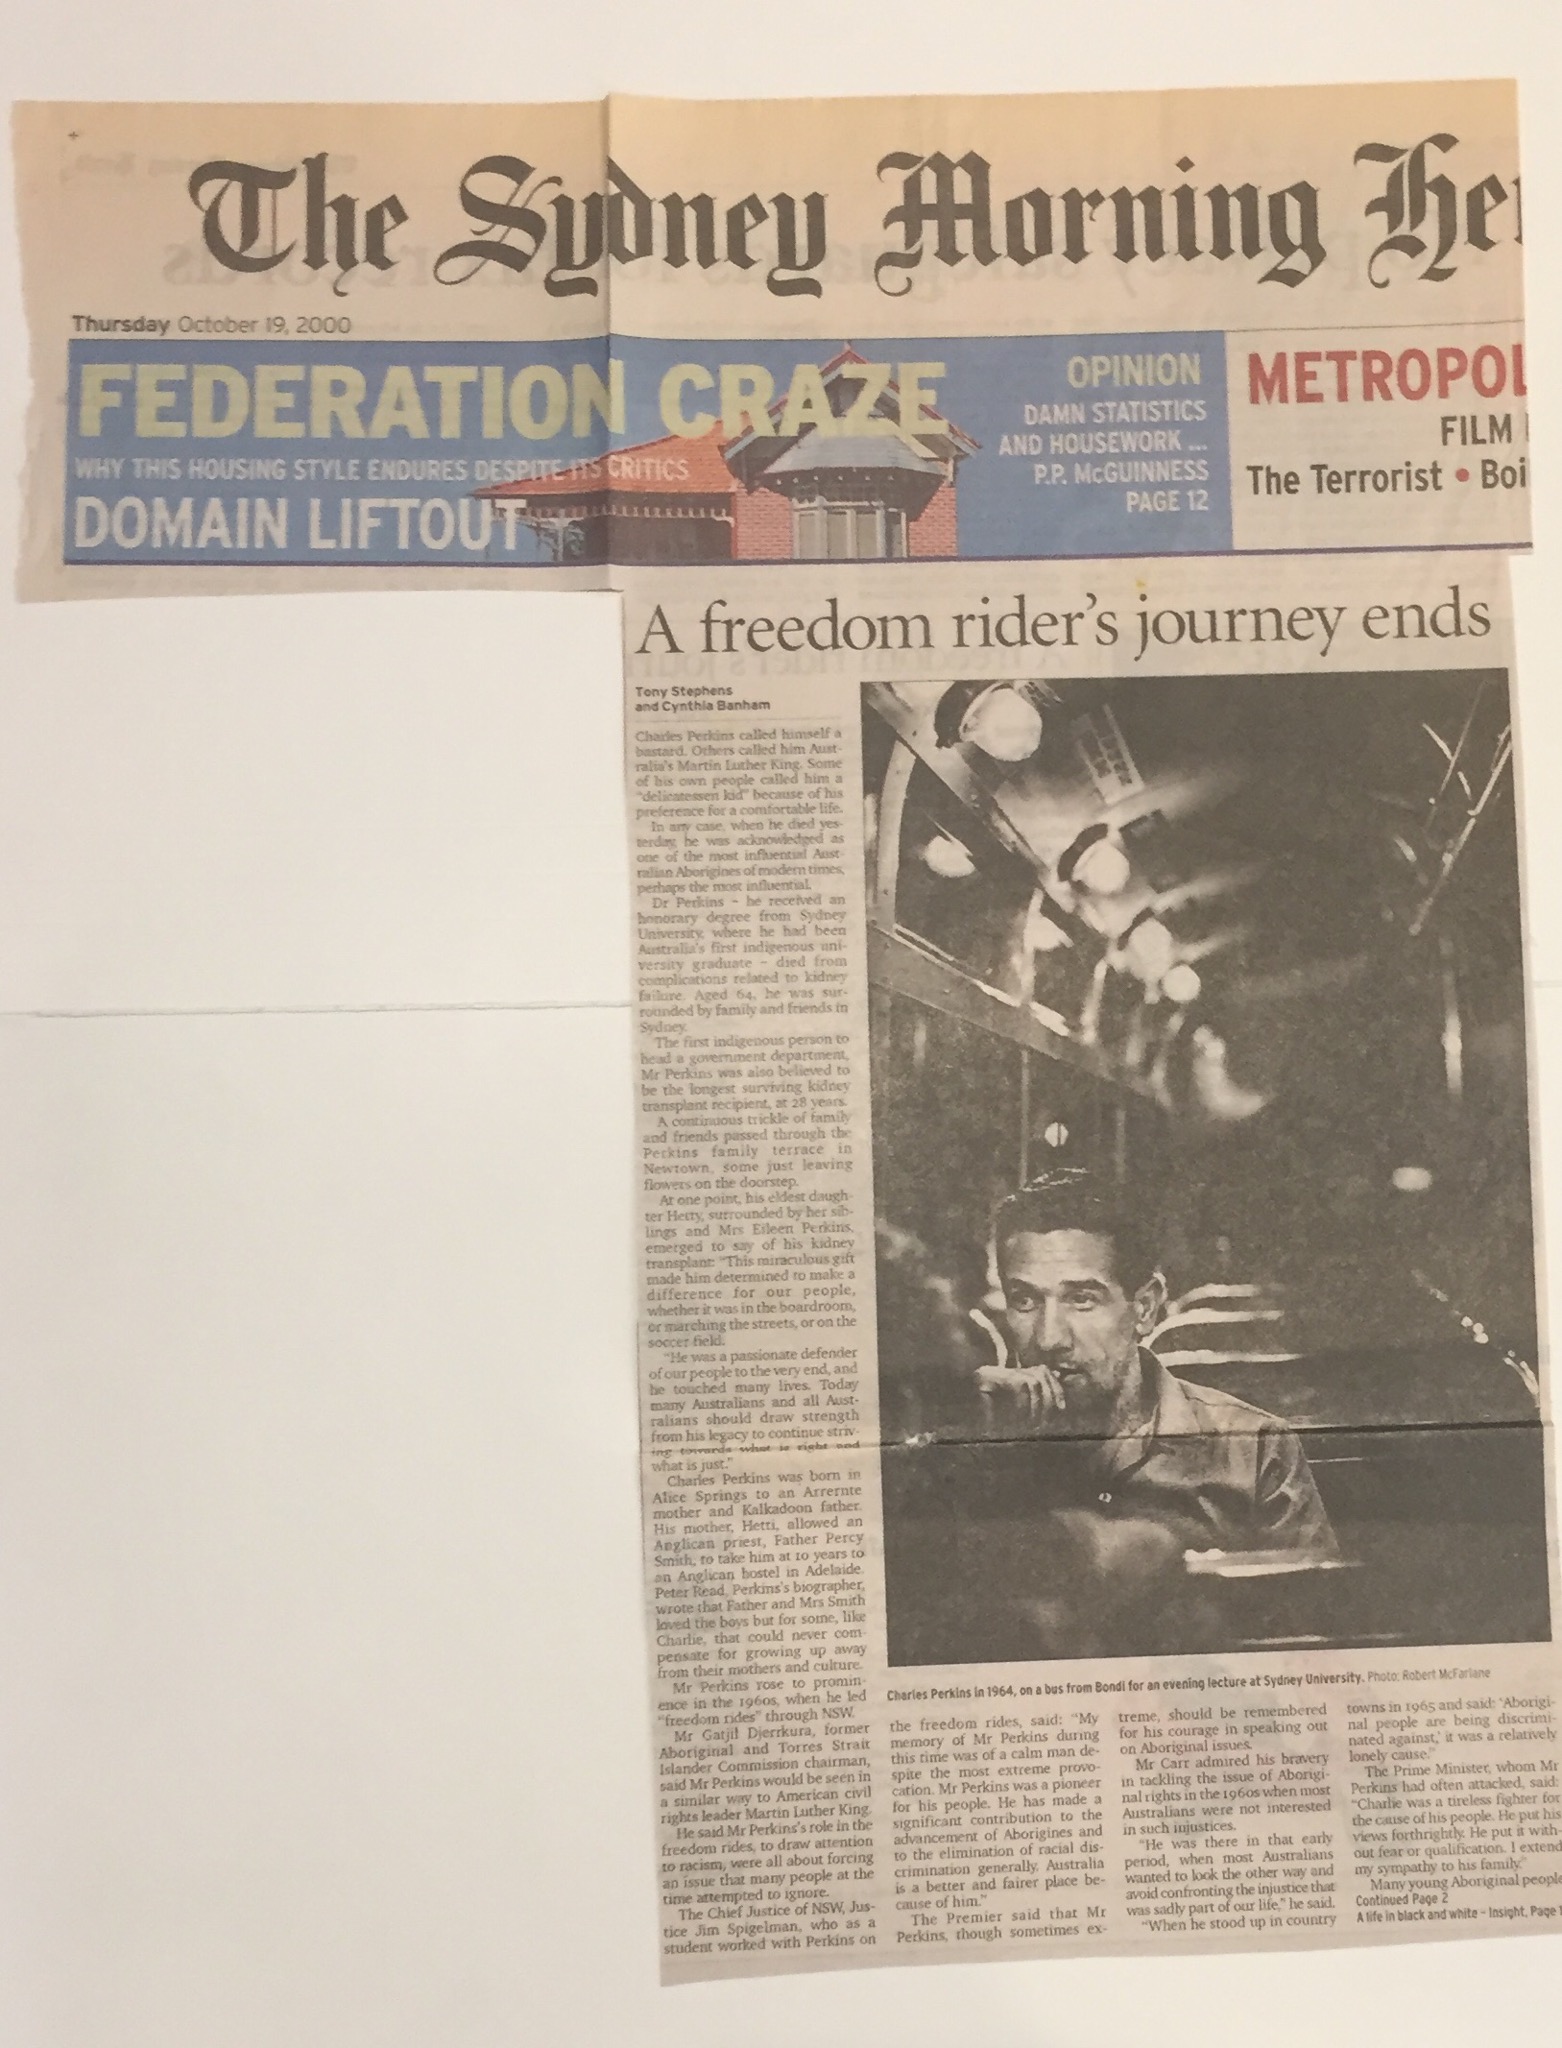 The Sydney Morning Her
Thursday October 19, 2000
FEDERATION CRAZE
WHY THIS HOUSING STYLE ENDURES DESPITE ITS CRITICS
DOMAIN LIFTOUT
OPINION
DAMN STATISTICS
AND HOUSEWORK ...
P.P. McGUINNESS
PAGE 12
METROPOL
FILM
The Terrorist • Boi
A freedom rider's journey ends
Tony Stephens
and Cynthia Banham
Charles Perkins called himself a
bastard. Others called him Aust-
ralia's Martin Luther King. Some
of his own people called him a
"delicatessen kid" because of his
preference for a comfortable life.
In any case, when he died yes-
terday he was acknowledged as
one of the most influential Aust-
ralian Aborigines of modern times,
perhaps the most influential.
Dr Perkins – he received an
honorary degree from Sydney
University, where he had been
Australia's first indigenous uni-
versity graduate – died from
complications related to kidney
failure. Aged 64, he was sur-
rounded by family and friends in
Sydney.
The first indigenous person to
head a government department,
Mr Perkins was also believed to
be the longest surviving kidney
transplant recipient, at 28 years.
A continuous trickle of family
and friends passed through the
Perkins family terrace in
Newtown, some just leaving
flowers on the doorstep.
At one point, his eldest daugh-
ter Hetty, surrounded by her sib-
lings and Mrs Eileen Perkins,
emerged to say of his kidney
transplant: "This miraculous gift
made him determined to make a
difference for our people,
whether it was in the boardroom,
or marching the streets, or on the
soccer field.
"He was a passionate defender
of our people to the very end, and
he touched many lives. Today
many Australians and all Aust-
ralians should draw strength
from his legacy to continue striv-
ing towards what is right and
what is just."
Charles Perkins was born in
Alice Springs to an Arrernte
mother and Kalkadoon father.
His mother, Hetti, allowed an
Anglican priest, Father Percy
Smith, to take him at 10 years to
an Anglican hostel in Adelaide.
Peter Read, Perkins's biographer,
wrote that Father and Mrs Smith
loved the boys but for some, like
Charlie, that could never com-
pensate for growing up away
from their mothers and culture.
Mr Perkins rose to promin-
ence in the 1960s, when he led
"freedom rides" through NSW.
Mr Gatjil Djerrkura, former
Aboriginal and Torres Strait
Islander Commission chairman,
said Mr Perkins would be seen in
a similar way to American civil
rights leader Martin Luther King.
He said Mr Perkins's role in the
freedom rides, to draw attention
to racism, were all about forcing
an issue that many people at the
time attempted to ignore.
The Chief Justice of NSW, Jus-
tice Jim Spigelman, who as a
student worked with Perkins on
Charles Perkins in 1964, on a bus from Bondi for an evening lecture at Sydney University. Photo: Robert McFarlane
the freedom rides, said: "My
memory of Mr Perkins during
this time was of a calm man de-
spite the most extreme provo-
cation. Mr Perkins was a pioneer
for his people. He has made a
significant contribution to the
advancement of Aborigines and
to the elimination of racial dis-
crimination generally. Australia
is a better and fairer place be-
cause of him."
The Premier said that Mr
Perkins, though sometimes ex-
treme, should be remembered
for his courage in speaking out
on Aboriginal issues.
Mr Carr admired his bravery
in tackling the issue of Aborigi-
nal rights in the 1960s when most
Australians were not interested
in such injustices.
"He was there in that early
period, when most Australians
wanted to look the other way and
avoid confronting the injustice that
was sadly part of our life," he said.
"When he stood up in country
towns in 1965 and said: 'Aborigi-
nal people are being discrimi-
nated against,' it was a relatively
lonely cause."
The Prime Minister, whom Mr
Perkins had often attacked, said:
"Charlie was a tireless fighter for
the cause of his people. He put his
views forthrightly. He put it with-
out fear or qualification. I extend
my sympathy to his family."
Many young Aboriginal people
Continued Page 2
A life in black and white – Insight, Page 1